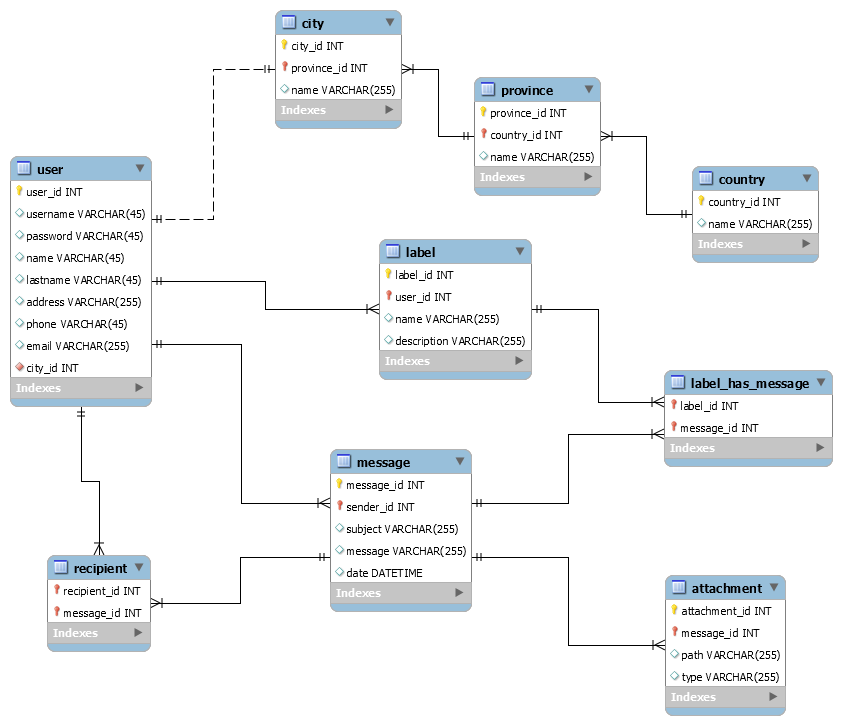 city
city_id INT
province_id INT
name VARCHAR(255)
Indexes
province
province_id INT
country_id INT
name VARCHAR(255)
Indexes
user
user_id INT
username VARCHAR(45)
password VARCHAR(45)
name VARCHAR(45)
lastname VARCHAR(45)
address VARCHAR(255)
phone VARCHAR(45)
email VARCHAR(255)
city_id INT
Indexes
country
country_id INT
name VARCHAR(255)
Indexes
label
label_id INT
user_id INT
name VARCHAR(255)
description VARCHAR(255)
Indexes
label_has_message
label_id INT
message_id INT
Indexes
message
message_id INT
sender_id INT
subject VARCHAR(255)
message VARCHAR(255)
date DATETIME
Indexes
recipient
recipient_id INT
message_id INT
Indexes
attachment
attachment_id INT
message_id INT
path VARCHAR(255)
type VARCHAR(255)
Indexes